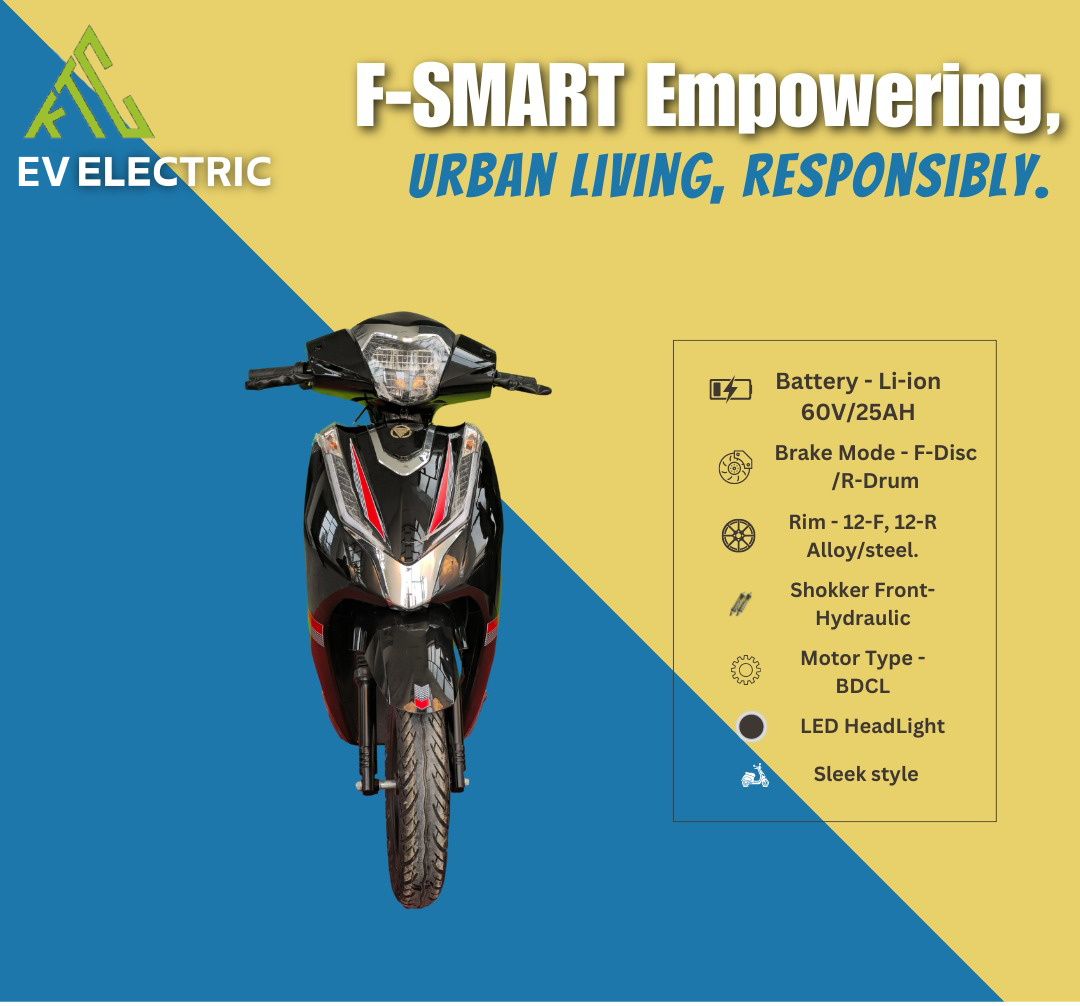 F-SMART Empowering,
URBAN LIVING, RESPONSIBLY.
EV ELECTRIC
Battery - Li-ion
60V/25AH
Brake Mode - F-Disc
/R-Drum
Rim - 12-F, 12-R
Alloy/steel.
Shokker Front-
Hydraulic
Motor Type -
BDCL
LED HeadLight
Sleek style